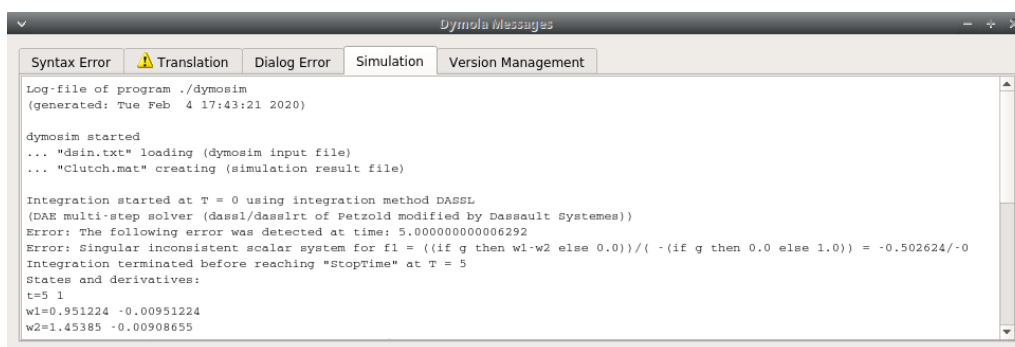 Dymola Messages
Syntax Error Translation Dialog Error Simulation Version Management
Log-file of program ./dymosim
(generated: Tue Feb  4 17:43:21 2020)
dymosim started
... "dsin.txt" loading (dymosim input file)
... "Clutch.mat" creating (simulation result file)
Integration started at T = 0 using integration method DASSL
(DAE multi-step solver (dassl/dasslrt of Petzold modified by Dassault Systemes))
Error: The following error was detected at time: 5.000000000006292
Error: Singular inconsistent scalar system for f1 = ((if g then w1-w2 else 0.0))/( -(if g then 0.0 else 1.0)) = -0.502624/-0
Integration terminated before reaching "StopTime" at T = 5
States and derivatives:
t=5 1
w1=0.951224 -0.00951224
w2=1.45385 -0.00908655